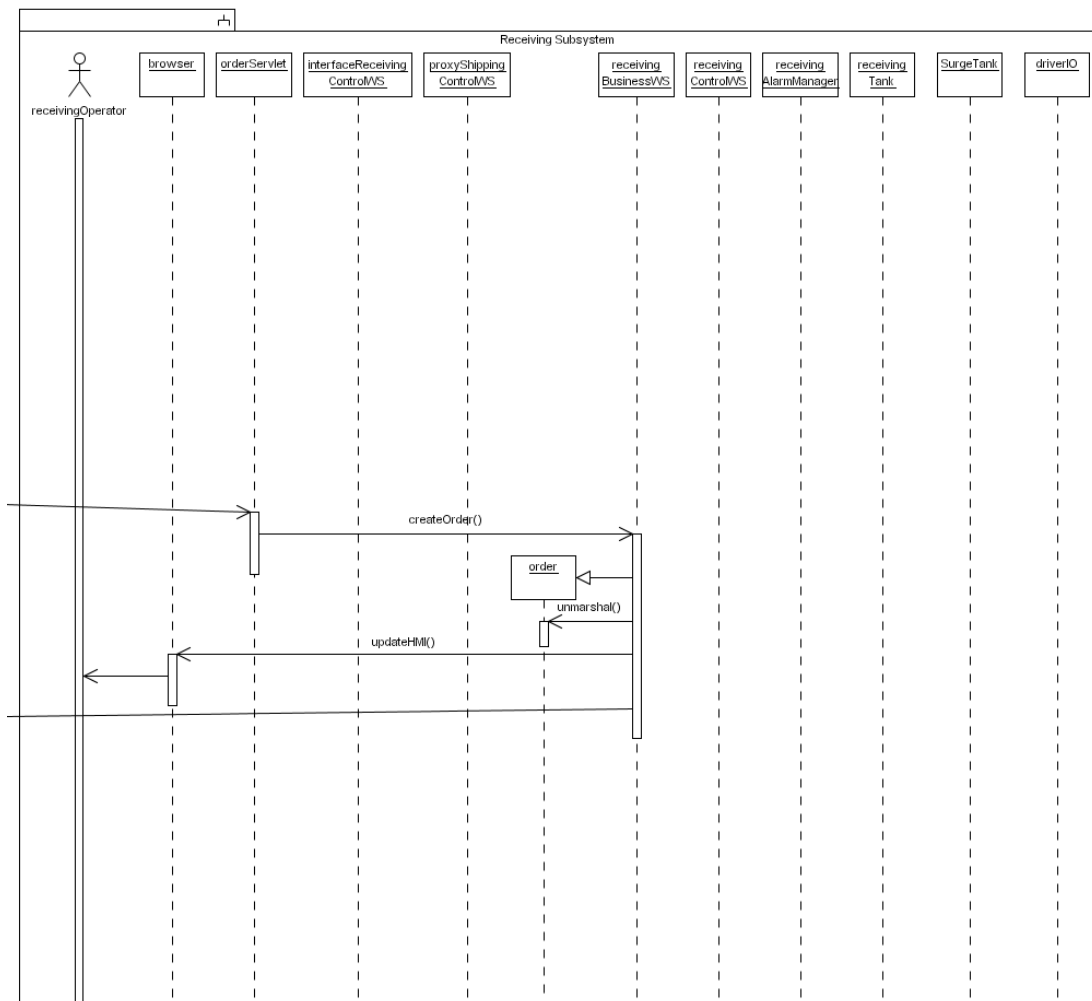 Receiving Subsystem
receivingOperator
browser
orderServlet
interfaceReceiving
ControlWS
proxyShipping
ControlWS
receiving
BusinessWS
receiving
ControlWS
receiving
AlarmManager
receiving
Tank
SurgeTank
driverIO
createOrder()
order
unmarshal()
updateHMI()